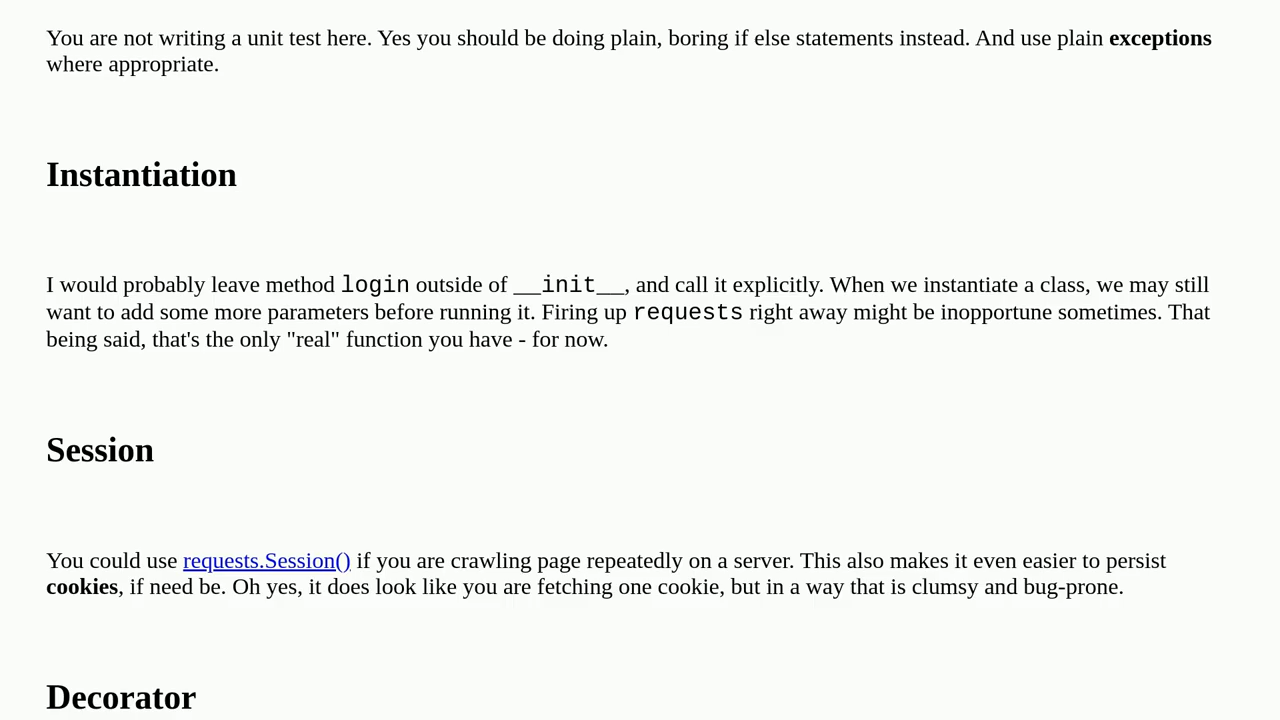 You are not writing a unit test here. Yes you should be doing plain, boring if else statements instead. And use plain exceptions
where appropriate.
Instantiation
I would probably leave method login outside of __init__, and call it explicitly. When we instantiate a class, we may still
want to add some more parameters before running it. Firing up requests right away might be inopportune sometimes. That
being said, that's the only "real" function you have - for now.
Session
You could use requests.Session() if you are crawling page repeatedly on a server. This also makes it even easier to persist
cookies, if need be. Oh yes, it does look like you are fetching one cookie, but in a way that is clumsy and bug-prone.
Decorator